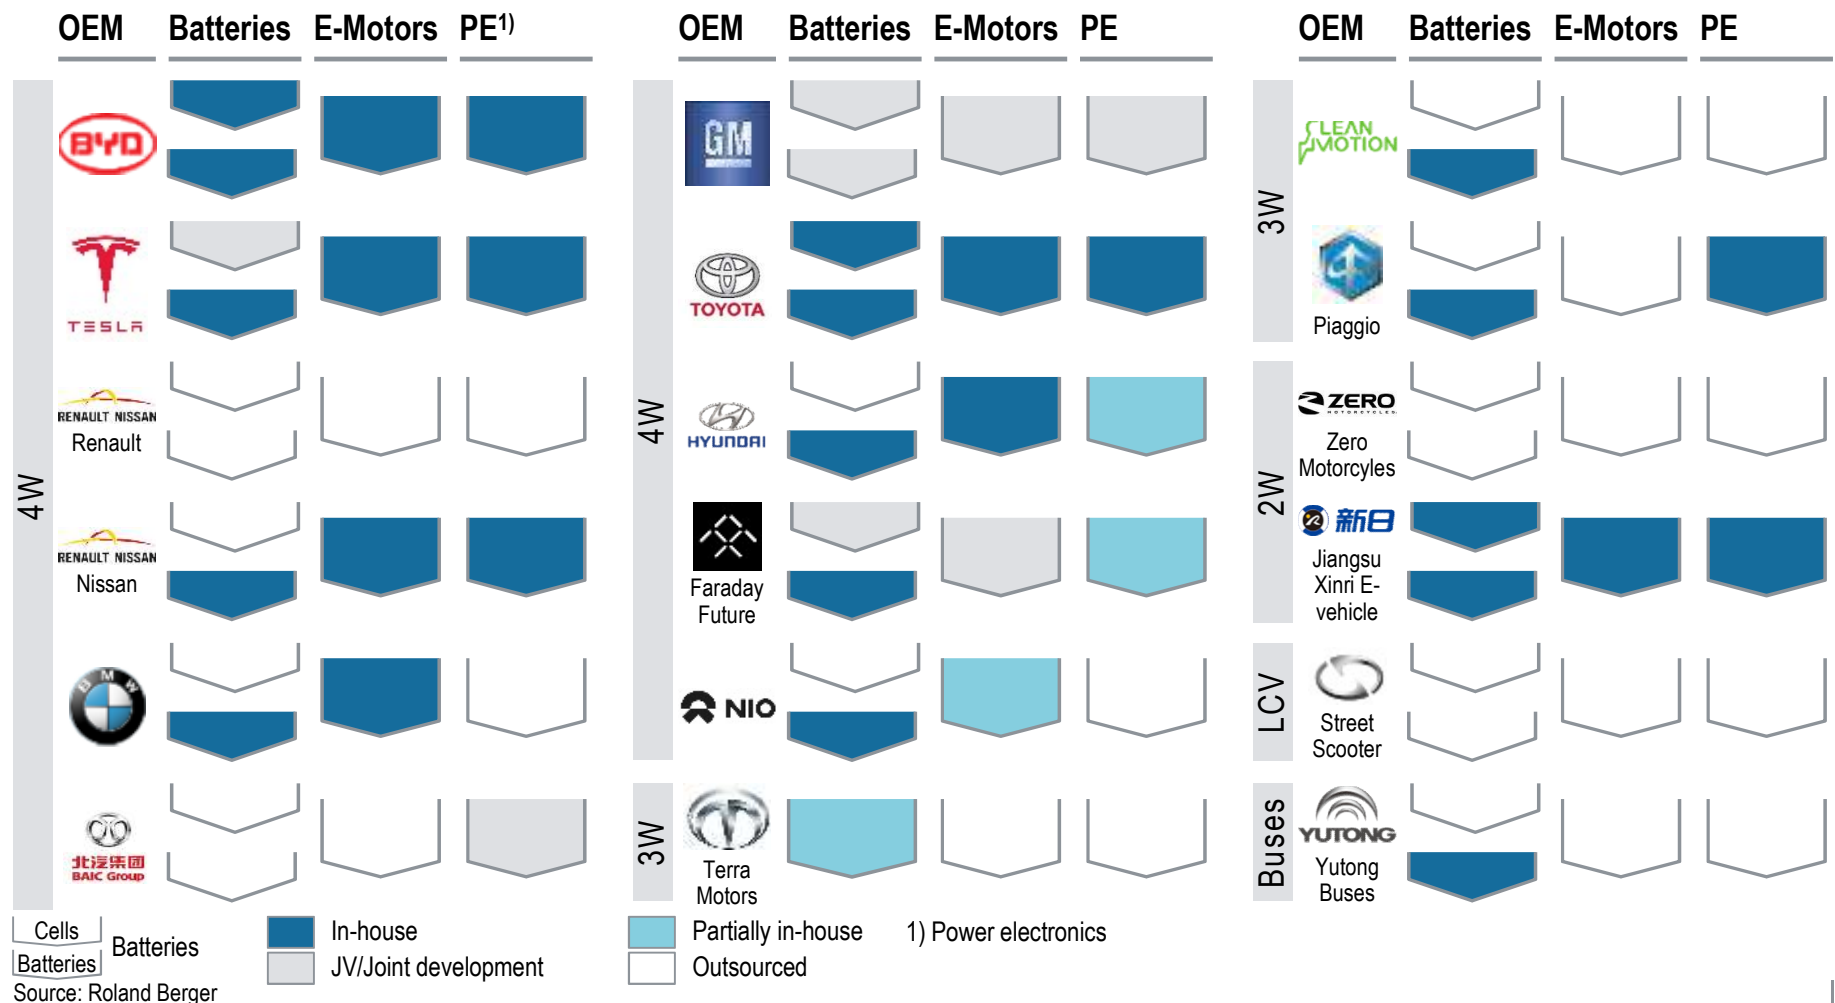 OEM Batteries E-Motors PE1)
4W
BYD
TESLA
RENAULT NISSAN
Renault
RENAULT NISSAN
Nissan
BMW
北汽集团
BAIC Group
OEM Batteries E-Motors PE
4W
GM
TOYOTA
HYUNDAI
Faraday
Future
NIO
3W
Terra
Motors
OEM Batteries E-Motors PE
3W
CLEAN
MOTION
Piaggio
2W
ZERO
MOTORCYCLES
Zero
Motorcyles
新日
Jiangsu
Xinri E-
vehicle
LCV
Street
Scooter
Buses
YUTONG
Yutong
Buses
Cells
Batteries
Batteries
In-house
JV/Joint development
Partially in-house
Outsourced
1) Power electronics
Source: Roland Berger